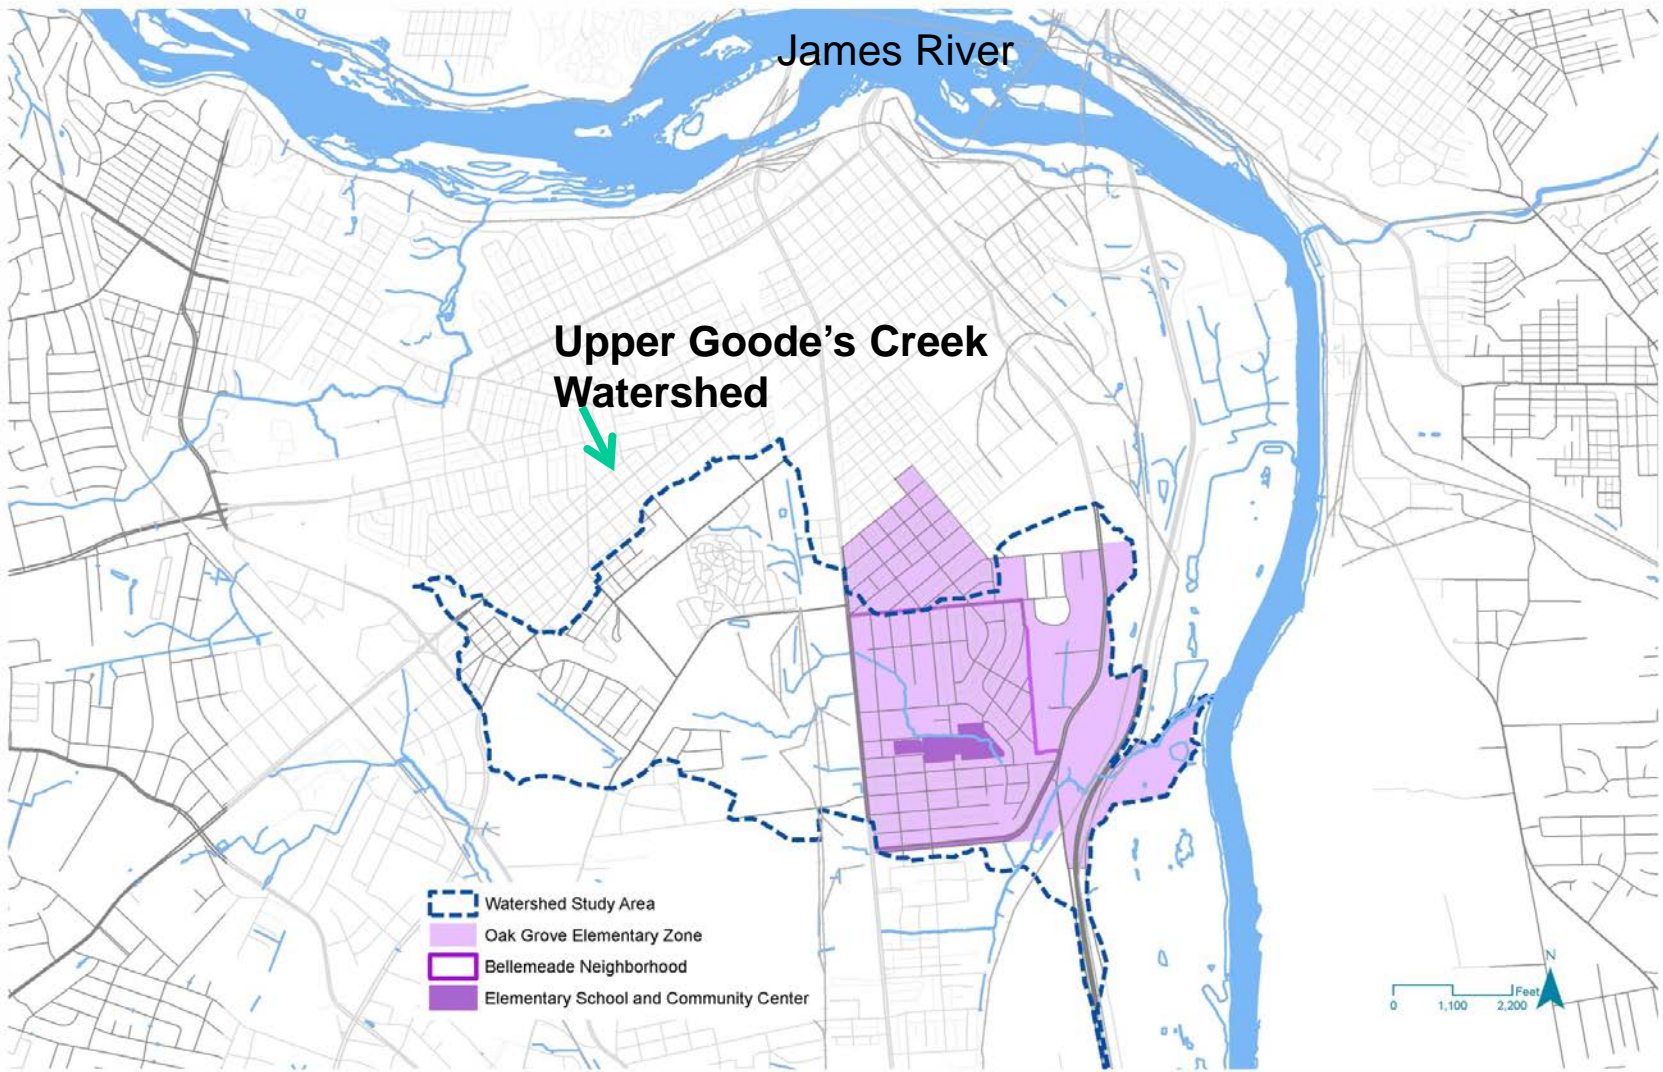 James River
Upper Goode's Creek
Watershed
Watershed Study Area
Oak Grove Elementary Zone
Bellemeade Neighborhood
Elementary School and Community Center
N
Feet
0 1,100 2,200